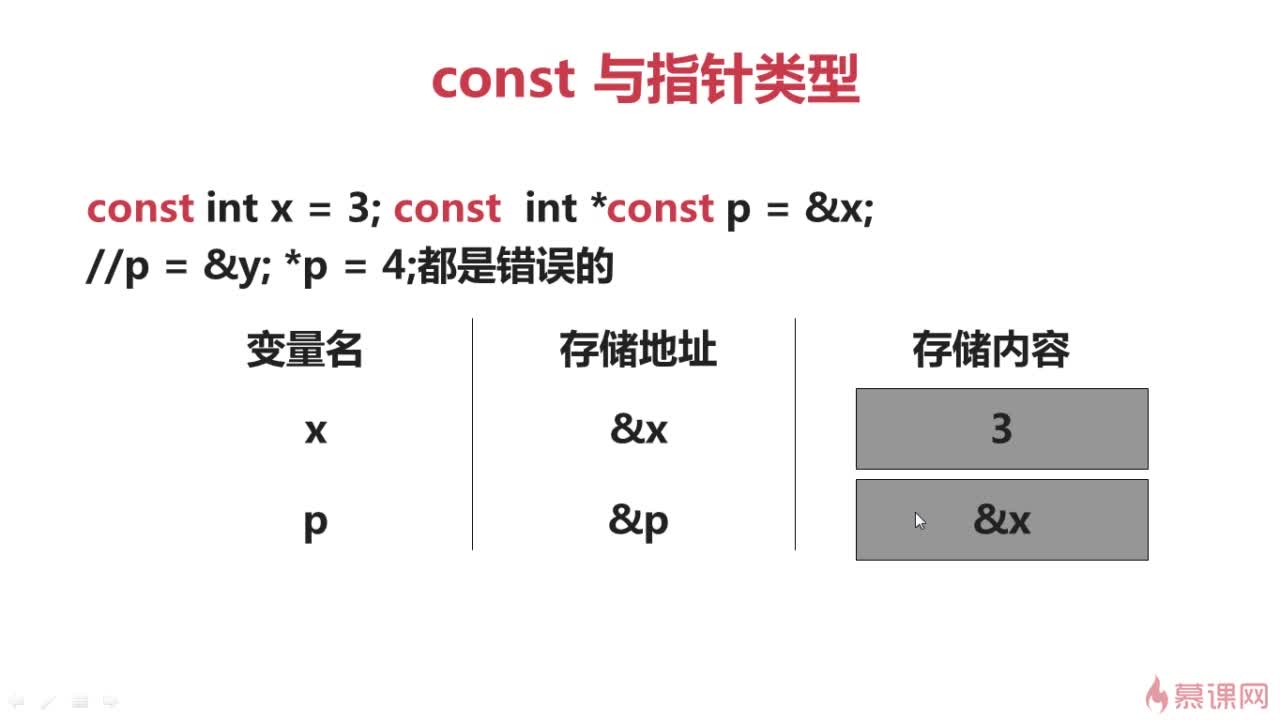 const 与指针类型
const int x = 3; const int *const p = &x;
//p = &y; *p = 4;都是错误的
变量名 存储地址 存储内容
x &x 3
p &p &x
慕课网